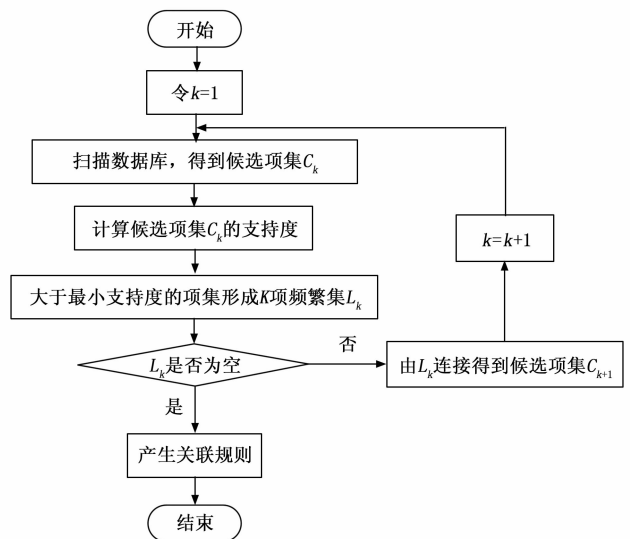 开始
令k=1
扫描数据库，得到候选项集Ck
计算候选项集Ck的支持度
k=k+1
大于最小支持度的项集形成K项频繁集Lk
否
Lk是否为空
由Lk连接得到候选项集Ck+1
是
产生关联规则
结束